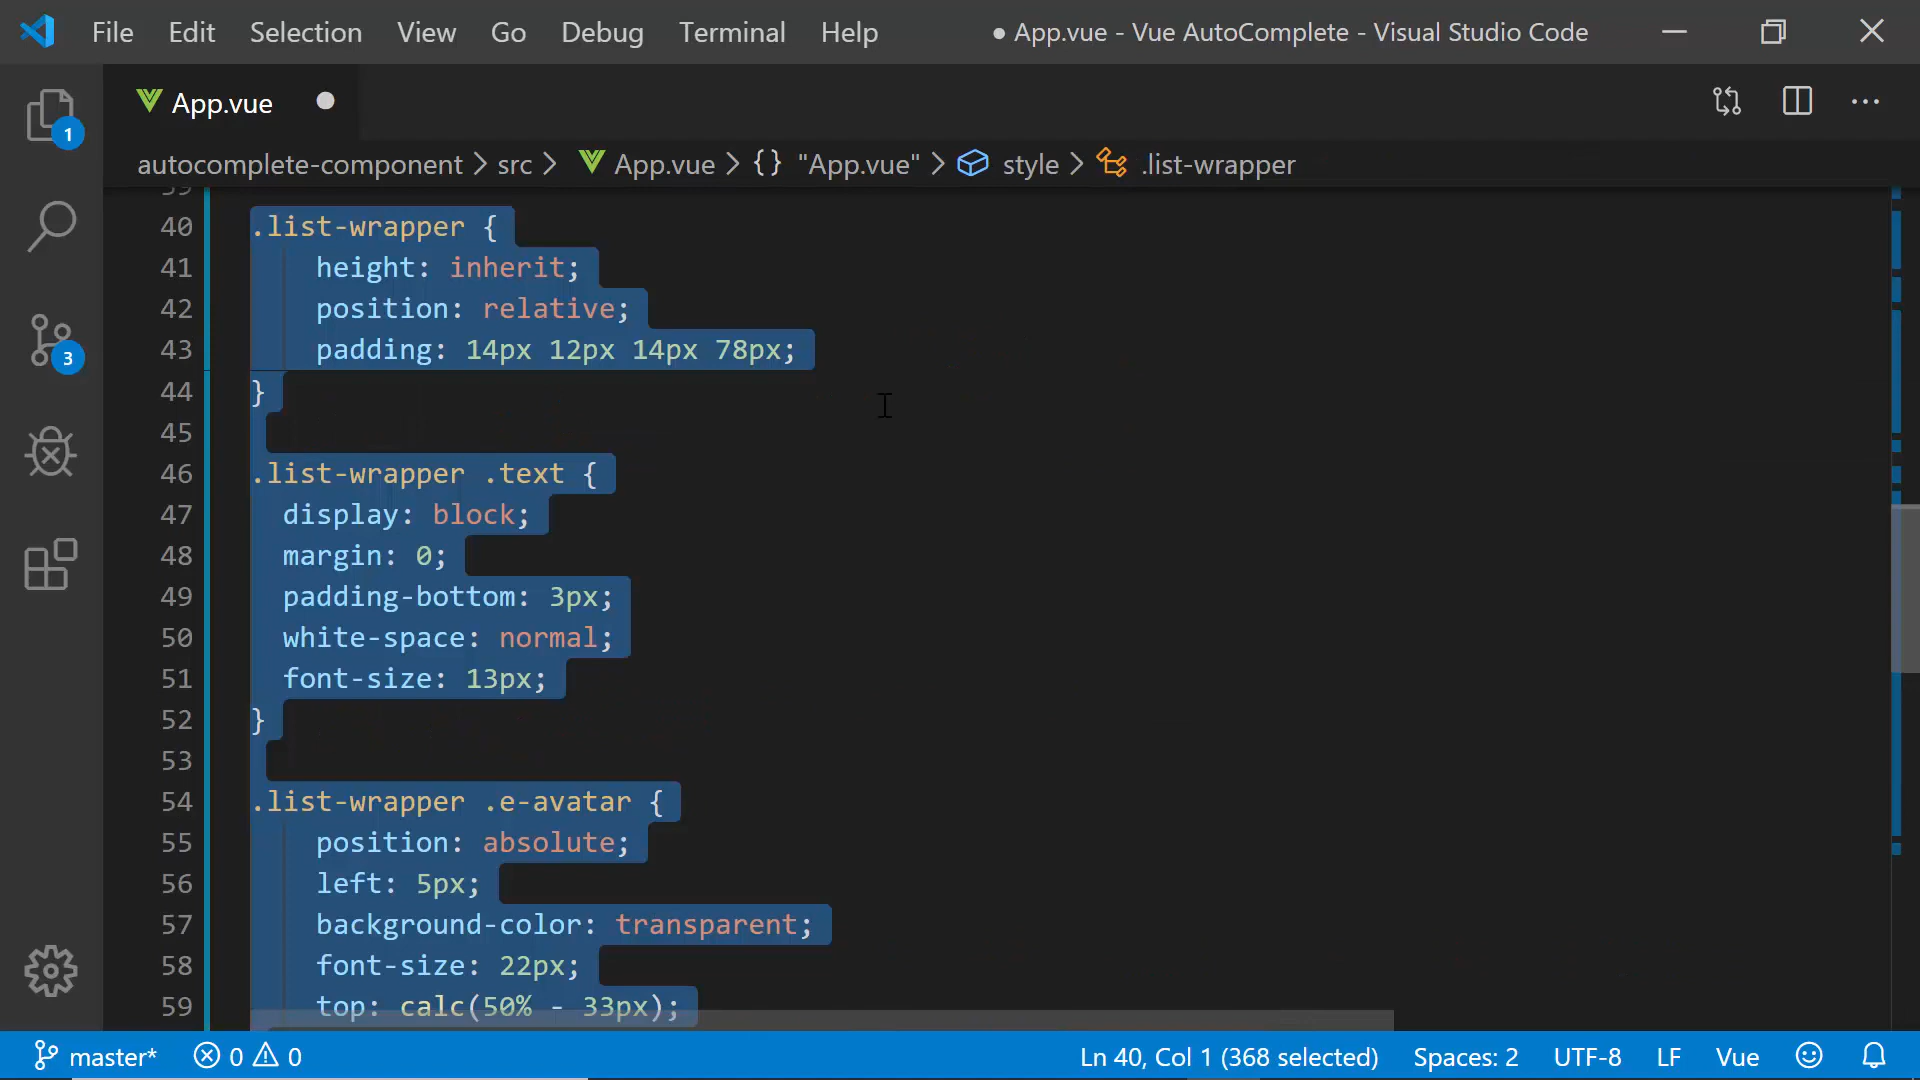 File Edit Selection View Go Debug Terminal Help ● App.vue - Vue AutoComplete - Visual Studio Code
App.vue
autocomplete-component > src > App.vue > {} "App.vue" > style > .list-wrapper
1
3
39
40 .list-wrapper {
41 height: inherit;
42 position: relative;
43 padding: 14px 12px 14px 78px;
44 }
45
46 .list-wrapper .text {
47 display: block;
48 margin: 0;
49 padding-bottom: 3px;
50 white-space: normal;
51 font-size: 13px;
52 }
53
54 .list-wrapper .e-avatar {
55 position: absolute;
56 left: 5px;
57 background-color: transparent;
58 font-size: 22px;
59 top: calc(50% - 33px);
master* 0 0 Ln 40, Col 1 (368 selected) Spaces: 2 UTF-8 LF Vue